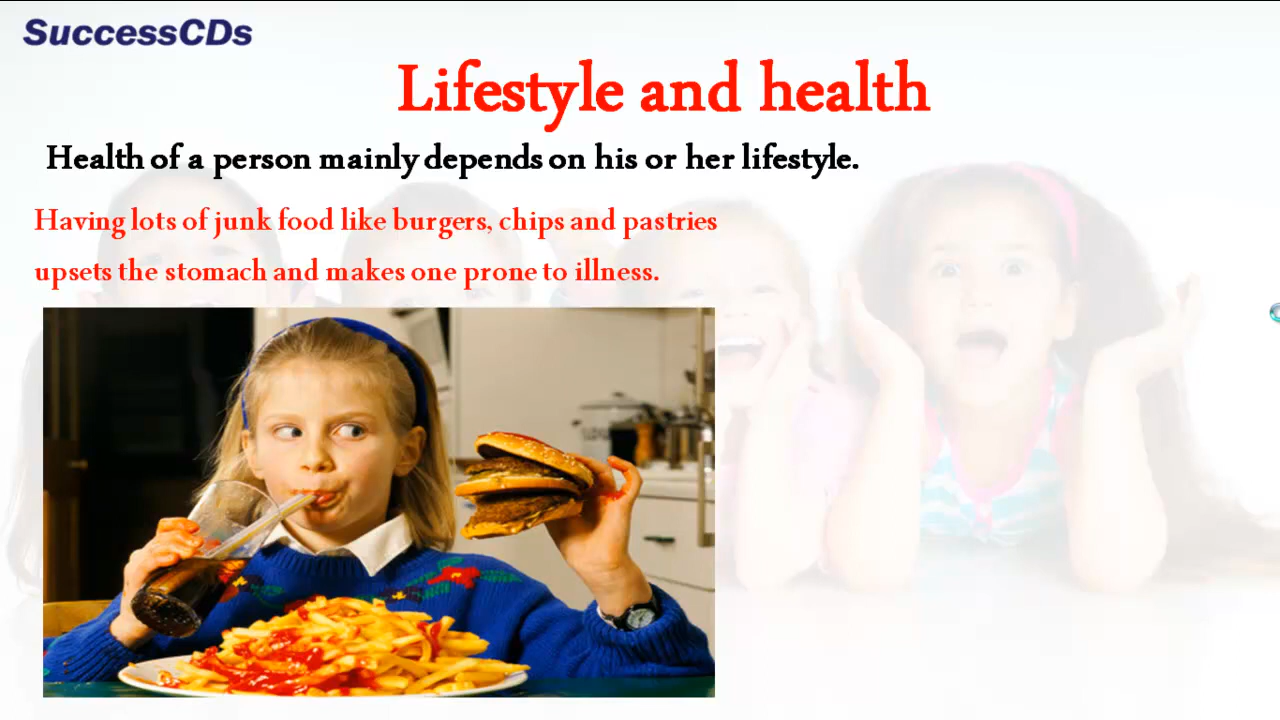 SuccessCDs
Lifestyle and health
Health of a person mainly depends on his or her lifestyle.
Having lots of junk food like burgers, chips and pastries
upsets the stomach and makes one prone to illness.